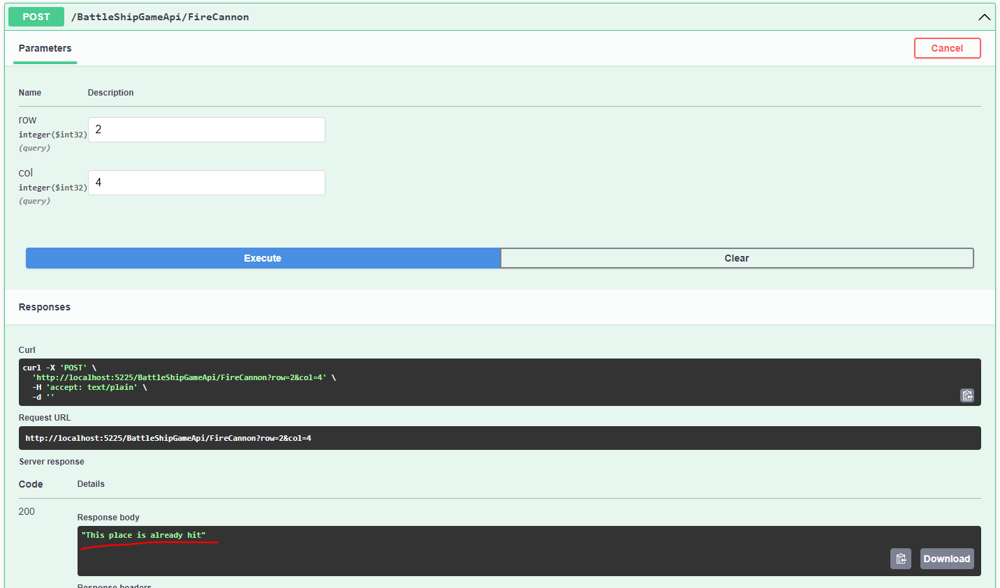 POST /BattleShipGameApi/FireCannon
Parameters
Cancel
Name Description
row
integer($int32)
(query)
2
col
integer($int32)
(query)
4
Execute Clear
Responses
Curl
curl -X 'POST' \
'http://localhost:5225/BattleShipGameApi/FireCannon?row=2&col=4' \
-H 'accept: text/plain' \
-d ''
Request URL
http://localhost:5225/BattleShipGameApi/FireCannon?row=2&col=4
Server response
Code Details
200
Response body
"This place is already hit"
Download
Response headers